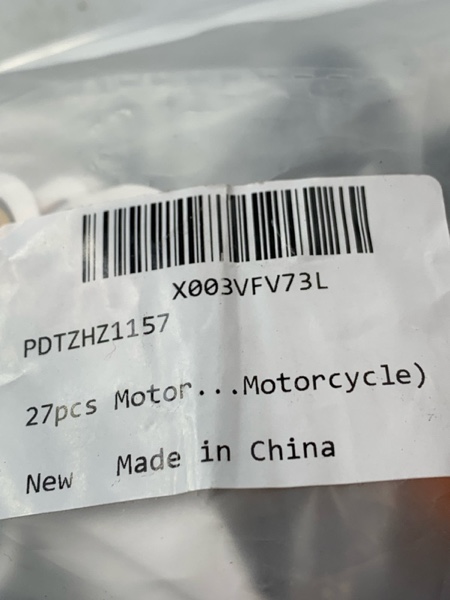 X003VFV73L
PDTZHZ1157
27pcs Motor...Motorcycle)
New Made in China